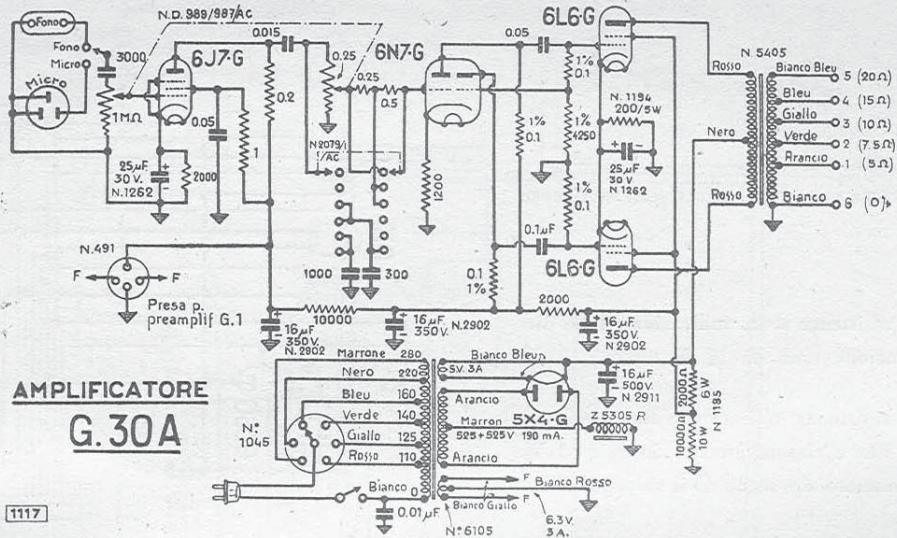 N.D. 989/987/AC
Fono
Fono
Micro
Micro
3000
1MΩ
25µF
30V.
N.1262
2000
6J7·G
0.05
1
0.015
0.2
0.25
0.25
0.5
N2079/1
/AC
1000
300
6N7·G
1200
0.05
1%
0.1
1%
0.1
1%
4250
1%
0.1
0.1µF
0.1
1%
6L6·G
N. 1194
200/5W
25µF
30 V
N.1262
6L6·G
N. 5405
Rosso
Nero
Rosso
Bianco Bleu 5 (20Ω)
Bleu 4 (15Ω)
Giallo 3 (10Ω)
Verde 2 (7.5Ω)
Arancio 1 (5Ω)
Bianco 6 (0)
N.491
F
F
Presa p.
preamplif G.1
16µF
350V.
N.2902
10000
16µF
350V.
N.2902
2000
16µF
350V.
N 2902
AMPLIFICATORE
G.30A
Nº
1045
Marrone 280
Nero 220
Bleu 160
Verde 140
Giallo 125
Rosso 110
Bianco 0
0.01µF
Bianco Bleu
5V. 3A
Arancio
Marron
525+525V 190 mA.
Arancio
5X4·G
Z 5305 R
16µF
500V.
N 2911
10000Ω 2000Ω
10W 6W
N 1195
F
Bianco Rosso
F
Bianco Giallo
6.3V.
3A.
Nº6105
1117